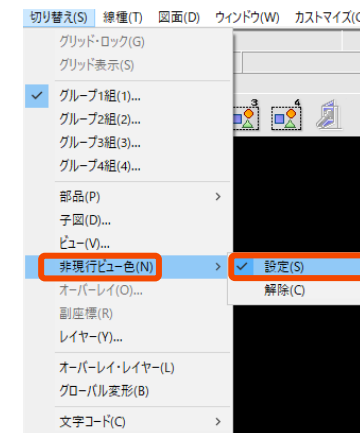 切り替え(S) 線種(T) 図面(D) ウィンドウ(W) カスタマイズ(C
グリッド・ロック(G)
グリッド表示(S)
グループ1組(1)...
グループ2組(2)...
グループ3組(3)...
グループ4組(4)...
3 4
部品(P)
子図(D)...
ビュー(V)...
非現行ビュー色(N)
設定(S)
オーバーレイ(O)...
解除(C)
副座標(R)
レイヤー(Y)...
オーバーレイ・レイヤー(L)
グローバル変形(B)
文字コード(C)